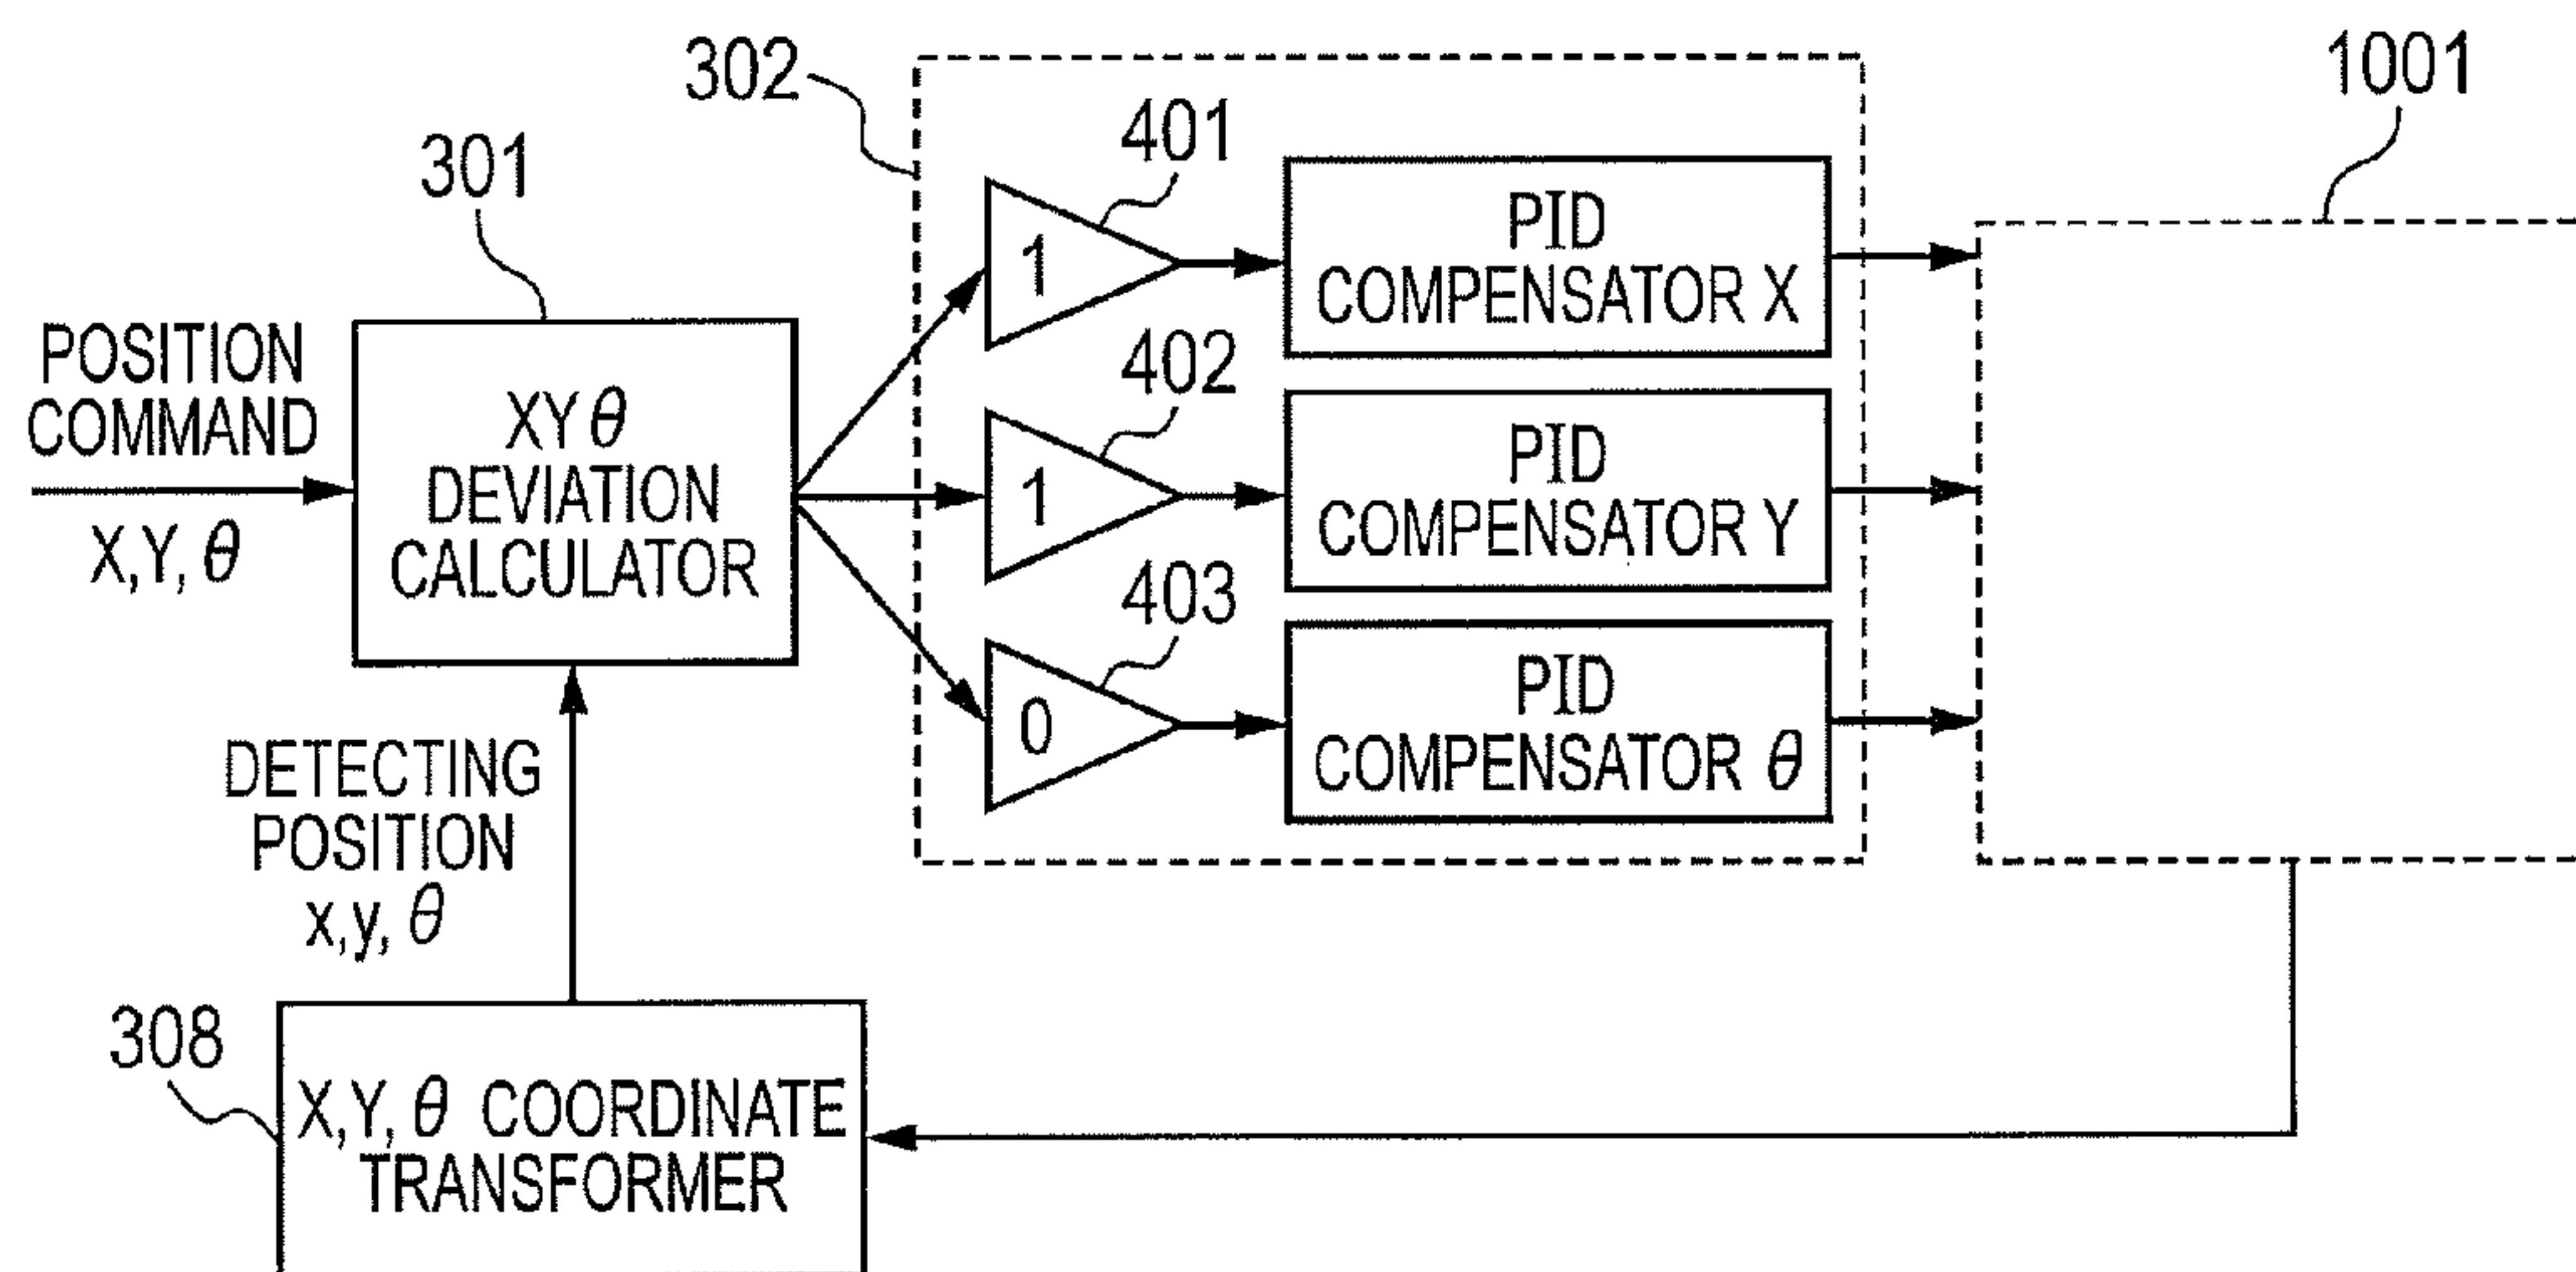 302
1001
401
301
PID
COMPENSATOR X
1
POSITION
COMMAND
X,Y,θ
XYθ
DEVIATION
CALCULATOR
402
PID
COMPENSATOR Y
1
403
PID
COMPENSATOR θ
0
DETECTING
POSITION
x,y,θ
308
X,Y,θ COORDINATE
TRANSFORMER